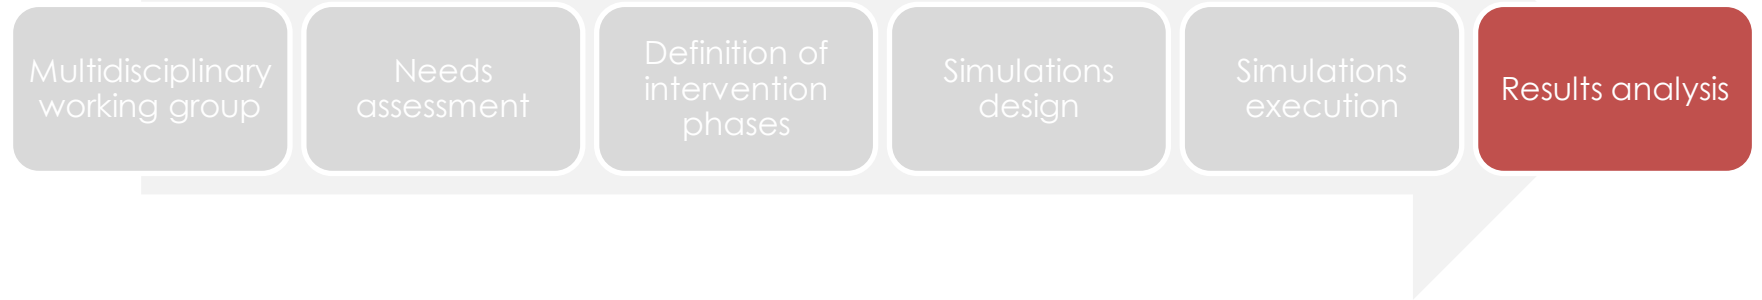 Multidisciplinary
working group
Needs
assessment
Definition of
intervention
phases
Simulations
design
Simulations
execution
Results analysis